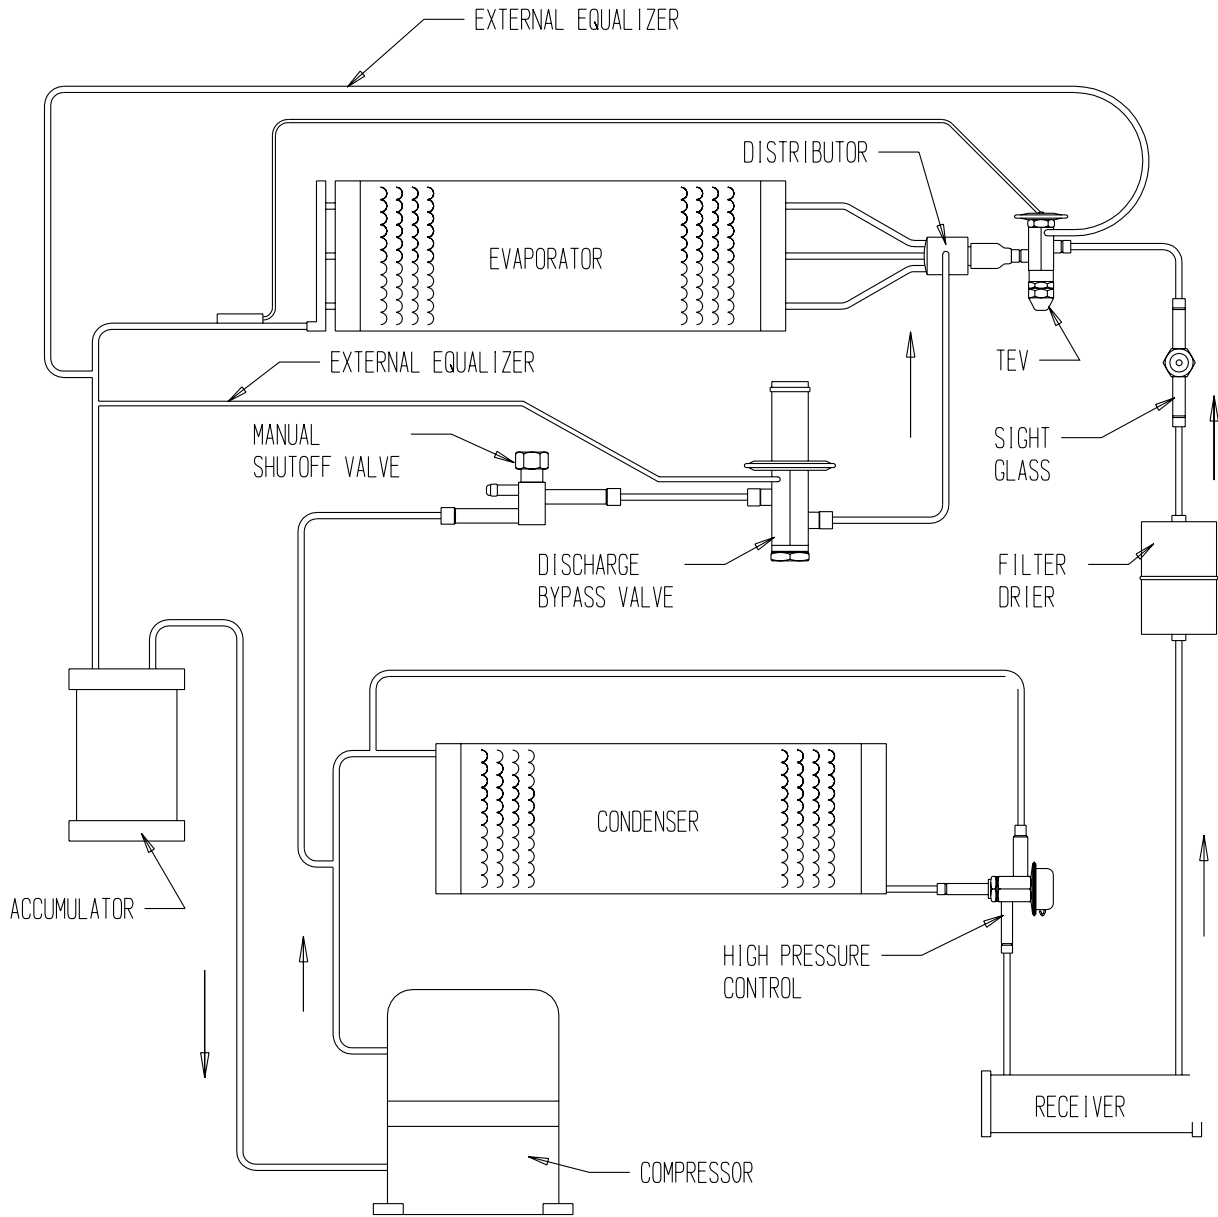 EXTERNAL EQUALIZER
DISTRIBUTOR
EVAPORATOR
TEV
EXTERNAL EQUALIZER
MANUAL
SHUTOFF VALVE
SIGHT
GLASS
DISCHARGE
BYPASS VALVE
FILTER
DRIER
CONDENSER
ACCUMULATOR
HIGH PRESSURE
CONTROL
RECEIVER
COMPRESSOR